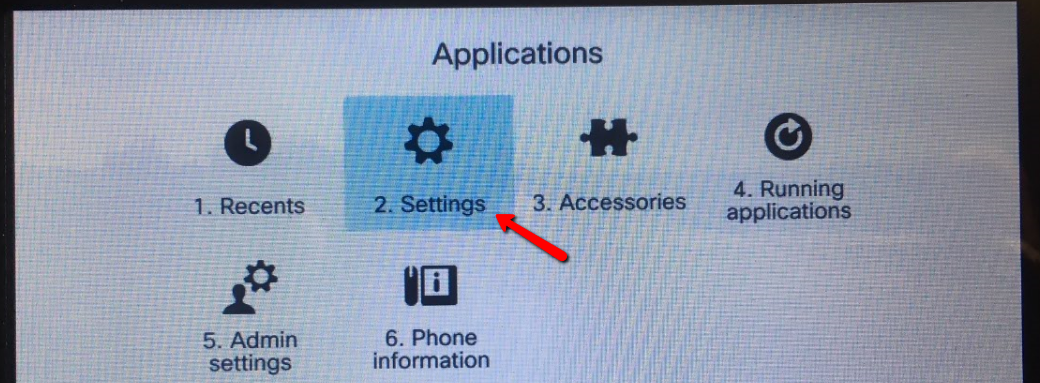 Applications
1. Recents
2. Settings
3. Accessories
4. Running
applications
5. Admin
settings
6. Phone
information